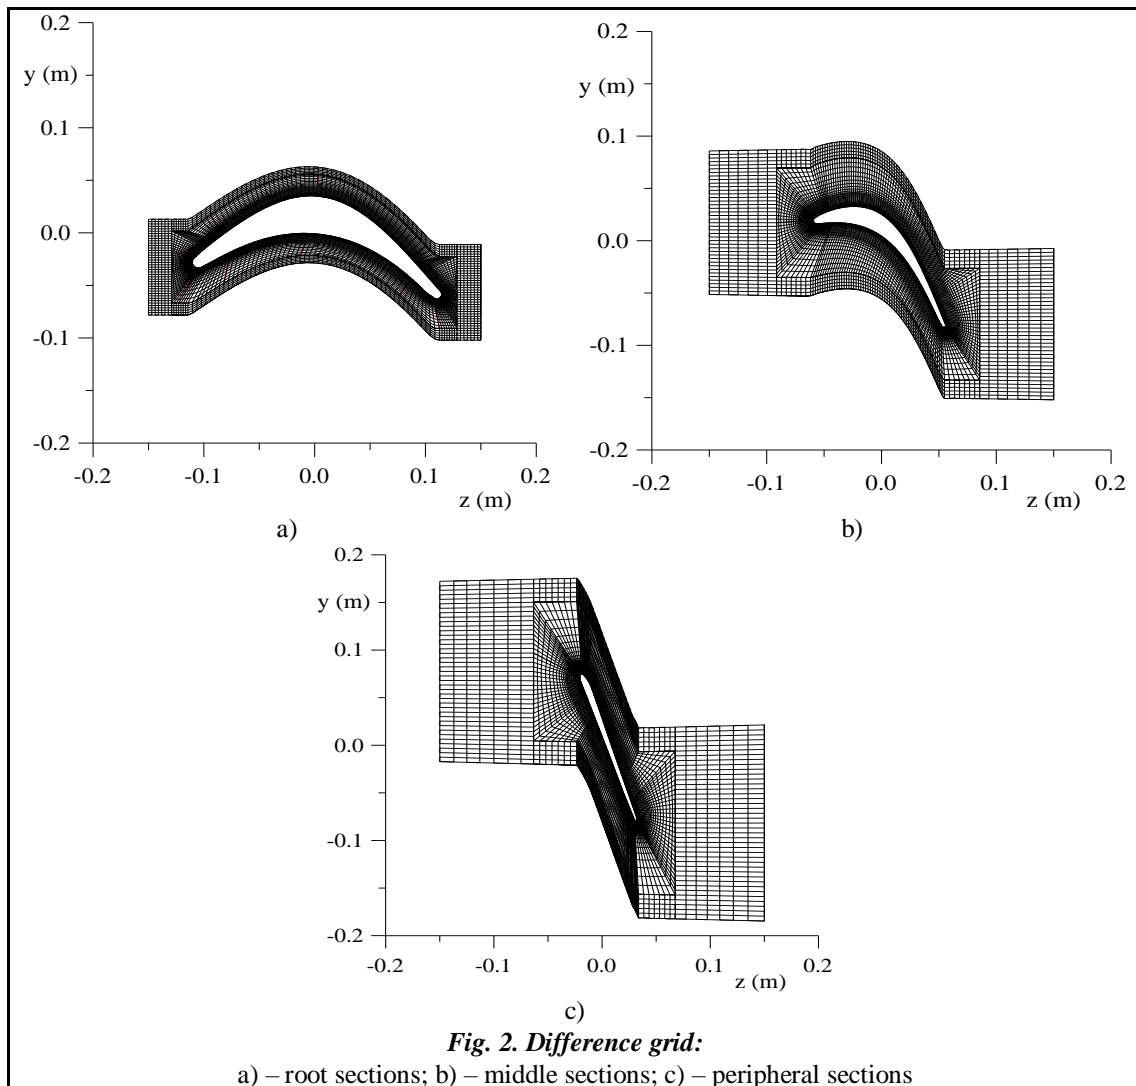 0.2
y (m)
0.1
0.0
-0.1
-0.2
-0.2 -0.1 0.0 0.1 0.2
z (m)
a)
0.2
y (m)
0.1
0.0
-0.1
-0.2
-0.2 -0.1 0.0 0.1 0.2
z (m)
b)
0.2
y (m)
0.1
0.0
-0.1
-0.2
-0.2 -0.1 0.0 0.1 0.2
z (m)
c)
Fig. 2. Difference grid:
a) – root sections; b) – middle sections; c) – peripheral sections